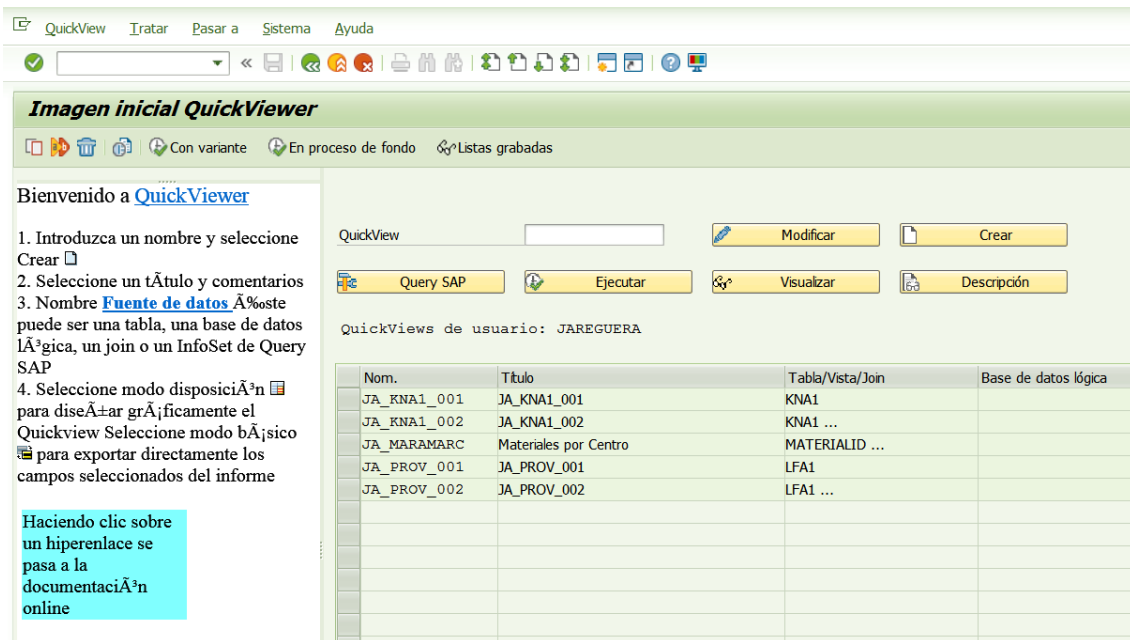 QuickView Tratar Pasar a Sistema Ayuda
Imagen inicial QuickViewer
Con variante En proceso de fondo Listas grabadas
Bienvenido a QuickViewer
1. Introduzca un nombre y seleccione
Crear
2. Seleccione un tÃtulo y comentarios
3. Nombre Fuente de datos Ã‰ste
puede ser una tabla, una base de datos
lÃ³gica, un join o un InfoSet de Query
SAP
4. Seleccione modo disposiciÃ³n
para diseÃ±ar grÃ¡ficamente el
Quickview Seleccione modo bÃ¡sico
para exportar directamente los
campos seleccionados del informe
Haciendo clic sobre
un hiperenlace se
pasa a la
documentaciÃ³n
online
QuickView Modificar Crear
Query SAP Ejecutar Visualizar Descripción
QuickViews de usuario: JAREGUERA
Nom. Título Tabla/Vista/Join Base de datos lógica
JA_KNA1_001 JA_KNA1_001 KNA1
JA_KNA1_002 JA_KNA1_002 KNA1 ...
JA_MARAMARC Materiales por Centro MATERIALID ...
JA_PROV_001 JA_PROV_001 LFA1
JA_PROV_002 JA_PROV_002 LFA1 ...